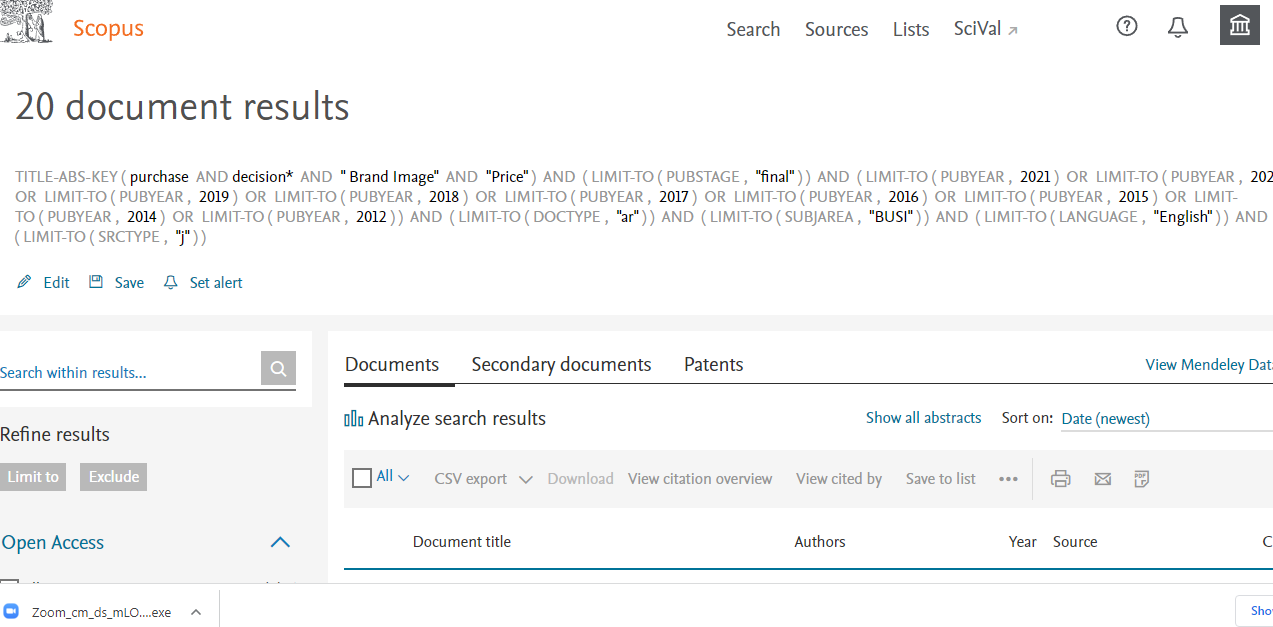 Scopus
Search Sources Lists SciVal
20 document results
TITLE-ABS-KEY ( purchase AND decision* AND " Brand Image" AND "Price" ) AND ( LIMIT-TO ( PUBSTAGE , "final" ) ) AND ( LIMIT-TO ( PUBYEAR , 2021 ) OR LIMIT-TO ( PUBYEAR , 202
OR LIMIT-TO ( PUBYEAR , 2019 ) OR LIMIT-TO ( PUBYEAR , 2018 ) OR LIMIT-TO ( PUBYEAR , 2017 ) OR LIMIT-TO ( PUBYEAR , 2016 ) OR LIMIT-TO ( PUBYEAR , 2015 ) OR LIMIT-
TO ( PUBYEAR , 2014 ) OR LIMIT-TO ( PUBYEAR , 2012 ) ) AND ( LIMIT-TO ( DOCTYPE , "ar" ) ) AND ( LIMIT-TO ( SUBJAREA , "BUSI" ) ) AND ( LIMIT-TO ( LANGUAGE , "English" ) ) AND
( LIMIT-TO ( SRCTYPE , "j" ) )
Edit Save Set alert
Search within results...
Documents Secondary documents Patents View Mendeley Dat
Analyze search results Show all abstracts Sort on: Date (newest)
Refine results
Limit to Exclude
All CSV export Download View citation overview View cited by Save to list •••
PDF
Open Access
Document title Authors Year Source C
Zoom_cm_ds_mLO....exe
Sho